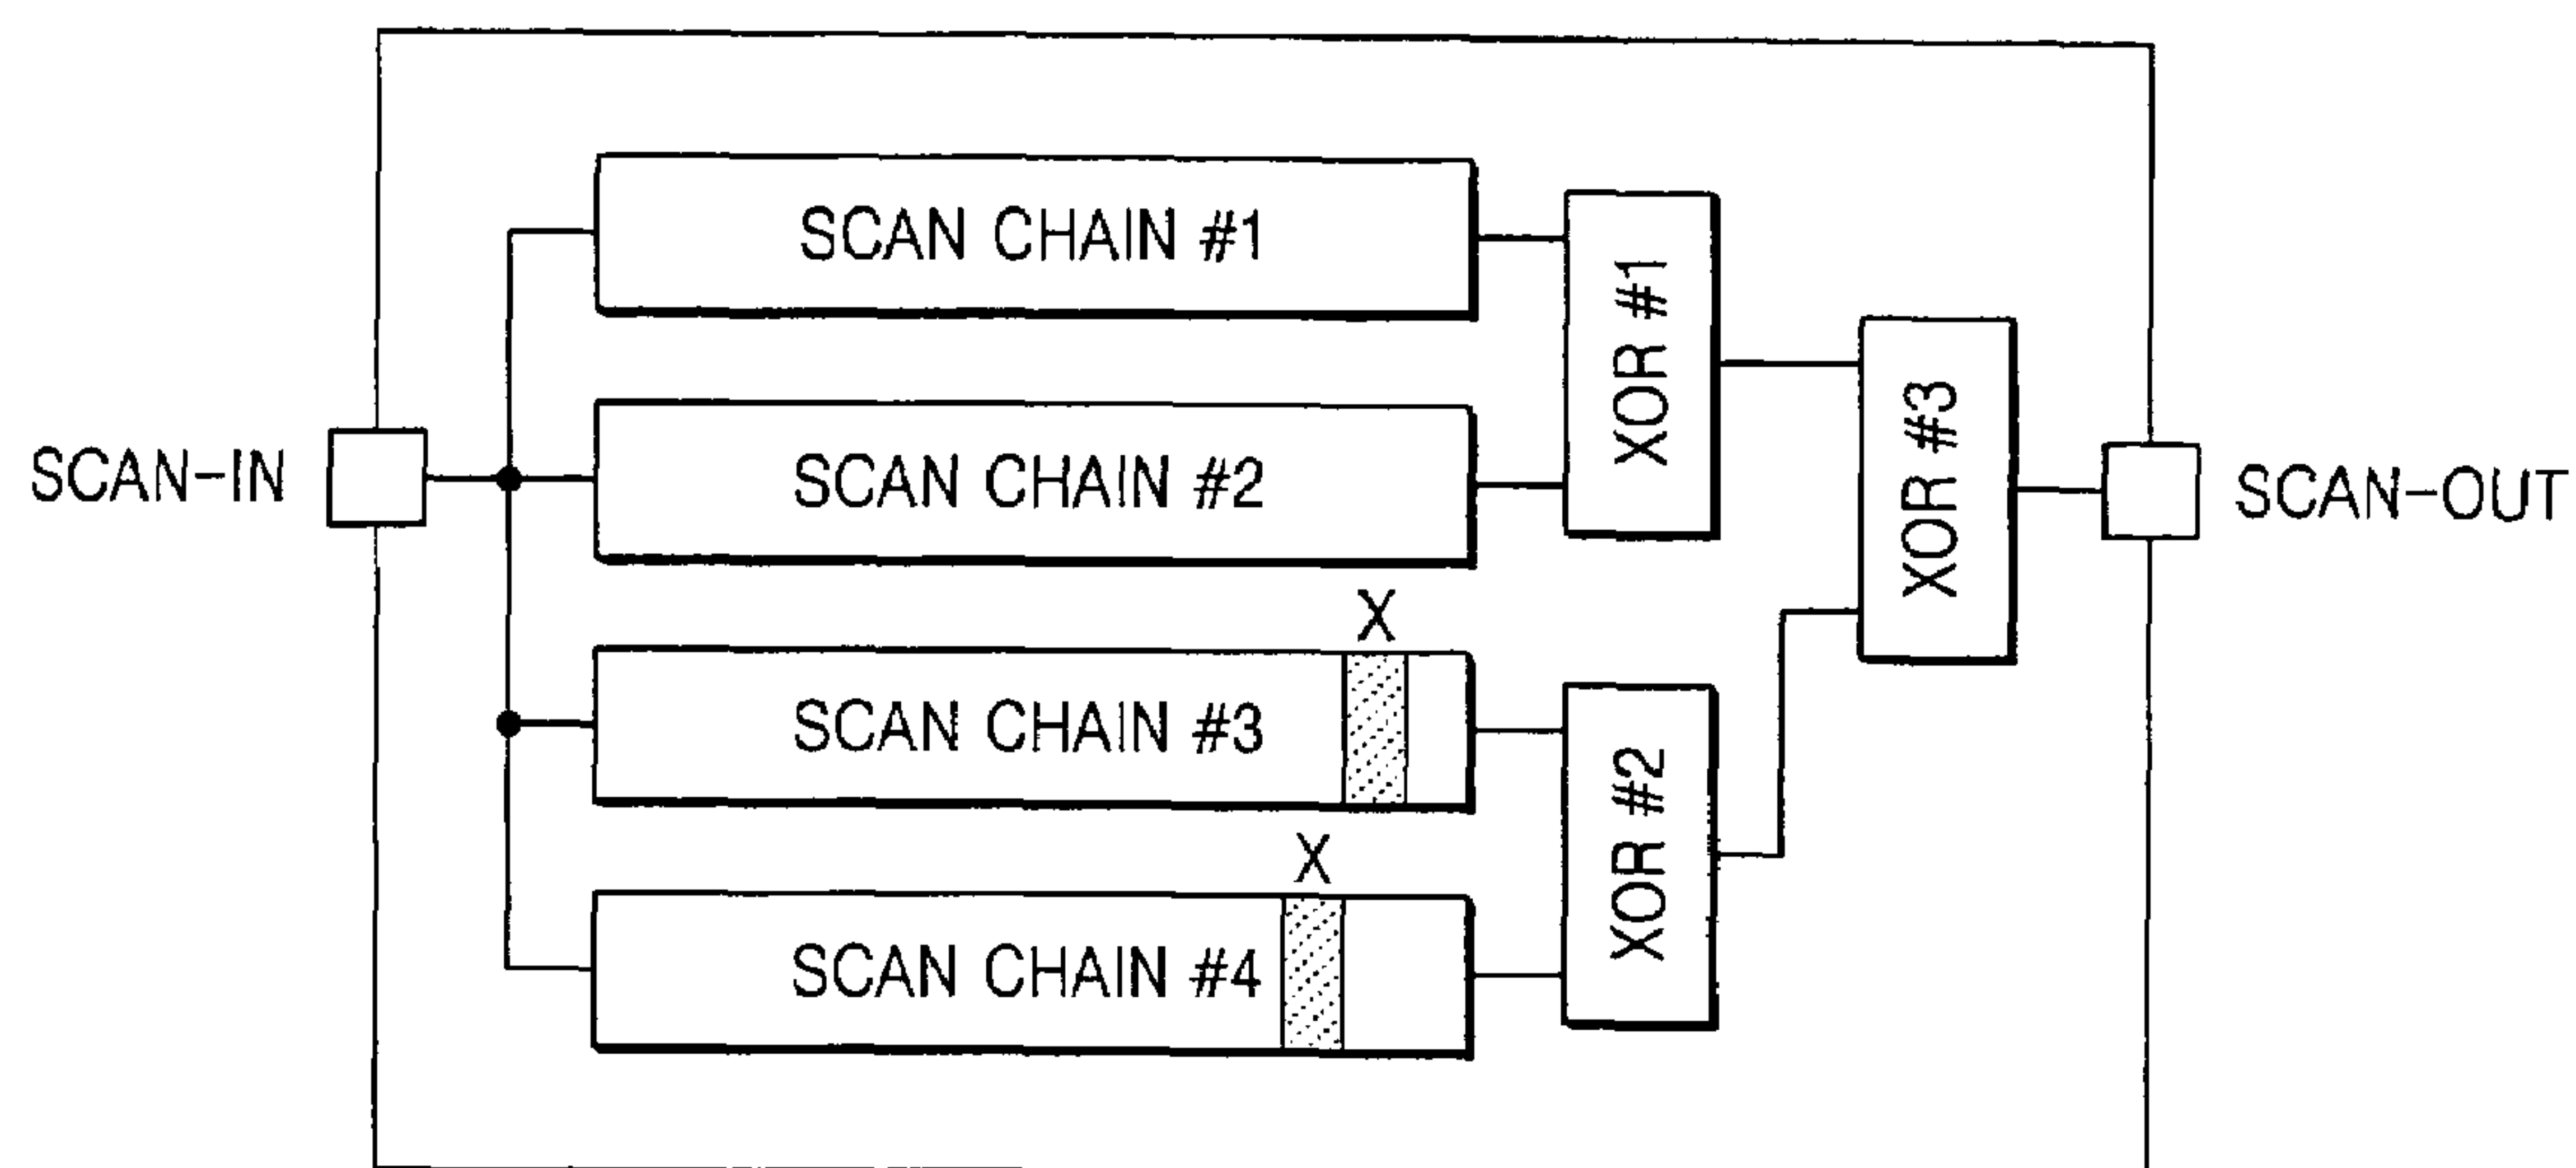 SCAN-IN
SCAN CHAIN #1
SCAN CHAIN #2
X
SCAN CHAIN #3
X
SCAN CHAIN #4
XOR #1
XOR #2
XOR #3
SCAN-OUT